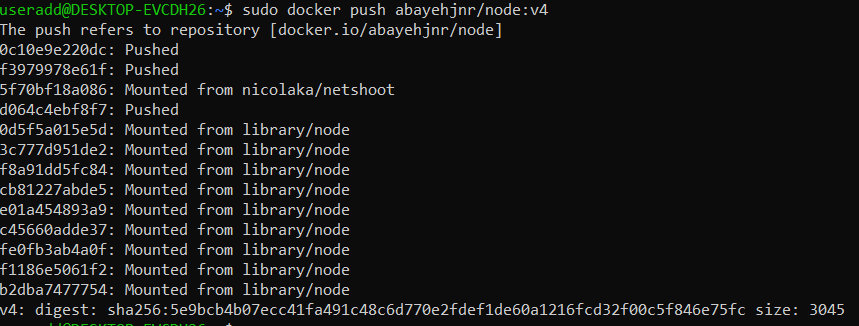 useradd@DESKTOP-EVCDH26:~$ sudo docker push abayehjnr/node:v4
The push refers to repository [docker.io/abayehjnr/node]
0c10e9e220dc: Pushed
f3979978e61f: Pushed
5f70bf18a086: Mounted from nicolaka/netshoot
d064c4ebf8f7: Pushed
0d5f5a015e5d: Mounted from library/node
3c777d951de2: Mounted from library/node
f8a91dd5fc84: Mounted from library/node
cb81227abde5: Mounted from library/node
e01a454893a9: Mounted from library/node
c45660adde37: Mounted from library/node
fe0fb3ab4a0f: Mounted from library/node
f1186e5061f2: Mounted from library/node
b2dba7477754: Mounted from library/node
v4: digest: sha256:5e9bcb4b07ecc41fa491c48c6d770e2fdef1de60a1216fcd32f00c5f846e75fc size: 3045